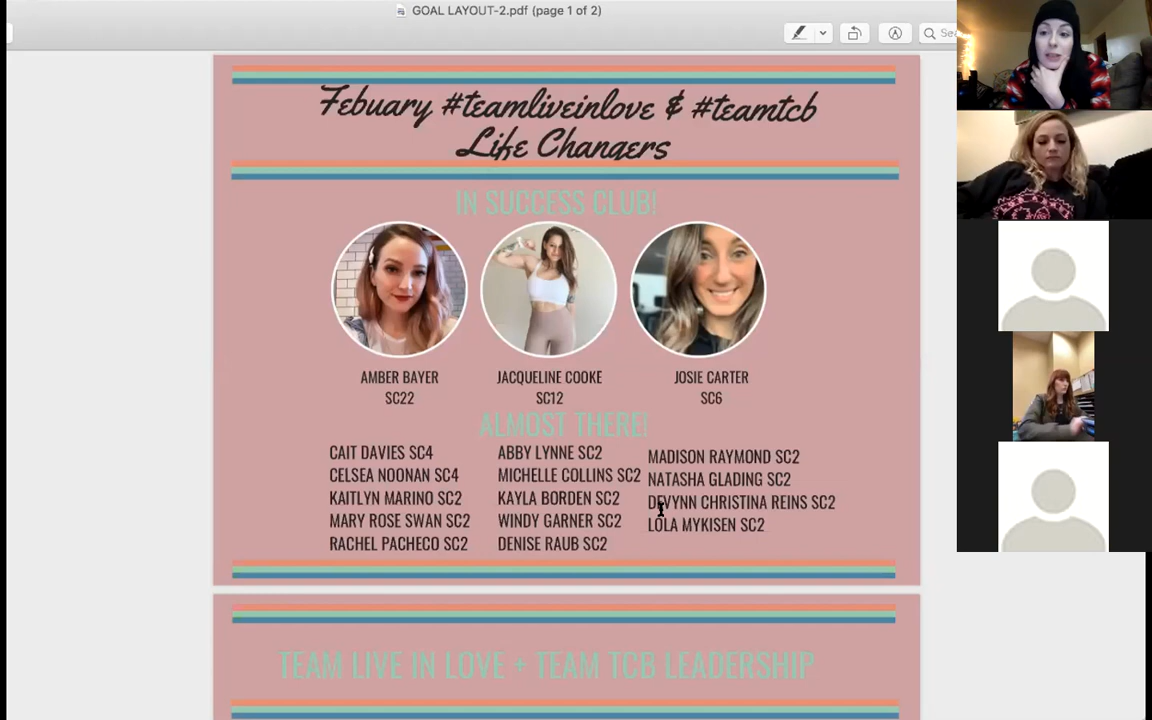 GOAL LAYOUT-2.pdf (page 1 of 2)
Sea
Febuary #teamliveinlove & #teamtcb
Life Changers
IN SUCCESS CLUB!
AMBER BAYER
SC22
JACQUELINE COOKE
SC12
JOSIE CARTER
SC6
ALMOST THERE!
CAIT DAVIES SC4
CELSEA NOONAN SC4
KAITLYN MARINO SC2
MARY ROSE SWAN SC2
RACHEL PACHECO SC2
ABBY LYNNE SC2
MICHELLE COLLINS SC2
KAYLA BORDEN SC2
WINDY GARNER SC2
DENISE RAUB SC2
MADISON RAYMOND SC2
NATASHA GLADING SC2
DEVYNN CHRISTINA REINS SC2
LOLA MYKISEN SC2
TEAM LIVE IN LOVE + TEAM TCB LEADERSHIP